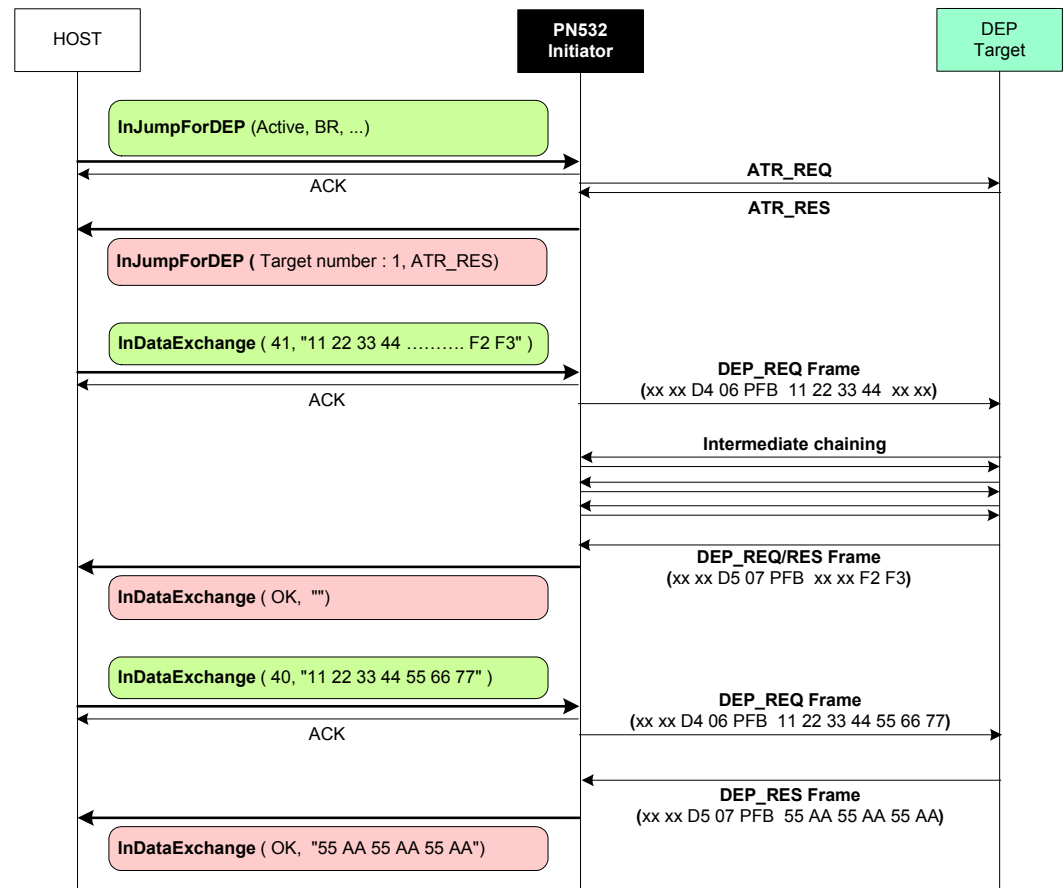 HOST
PN532
Initiator
DEP
Target
InJumpForDEP (Active, BR, ...)
ACK
ATR_REQ
ATR_RES
InJumpForDEP ( Target number : 1, ATR_RES)
InDataExchange ( 41, "11 22 33 44 .......... F2 F3" )
ACK
DEP_REQ Frame
(xx xx D4 06 PFB  11 22 33 44  xx xx)
Intermediate chaining
DEP_REQ/RES Frame
(xx xx D5 07 PFB  xx xx F2 F3)
InDataExchange ( OK,  "")
InDataExchange ( 40, "11 22 33 44 55 66 77" )
ACK
DEP_REQ Frame
(xx xx D4 06 PFB  11 22 33 44 55 66 77)
DEP_RES Frame
(xx xx D5 07 PFB  55 AA 55 AA 55 AA)
InDataExchange ( OK,  "55 AA 55 AA 55 AA")